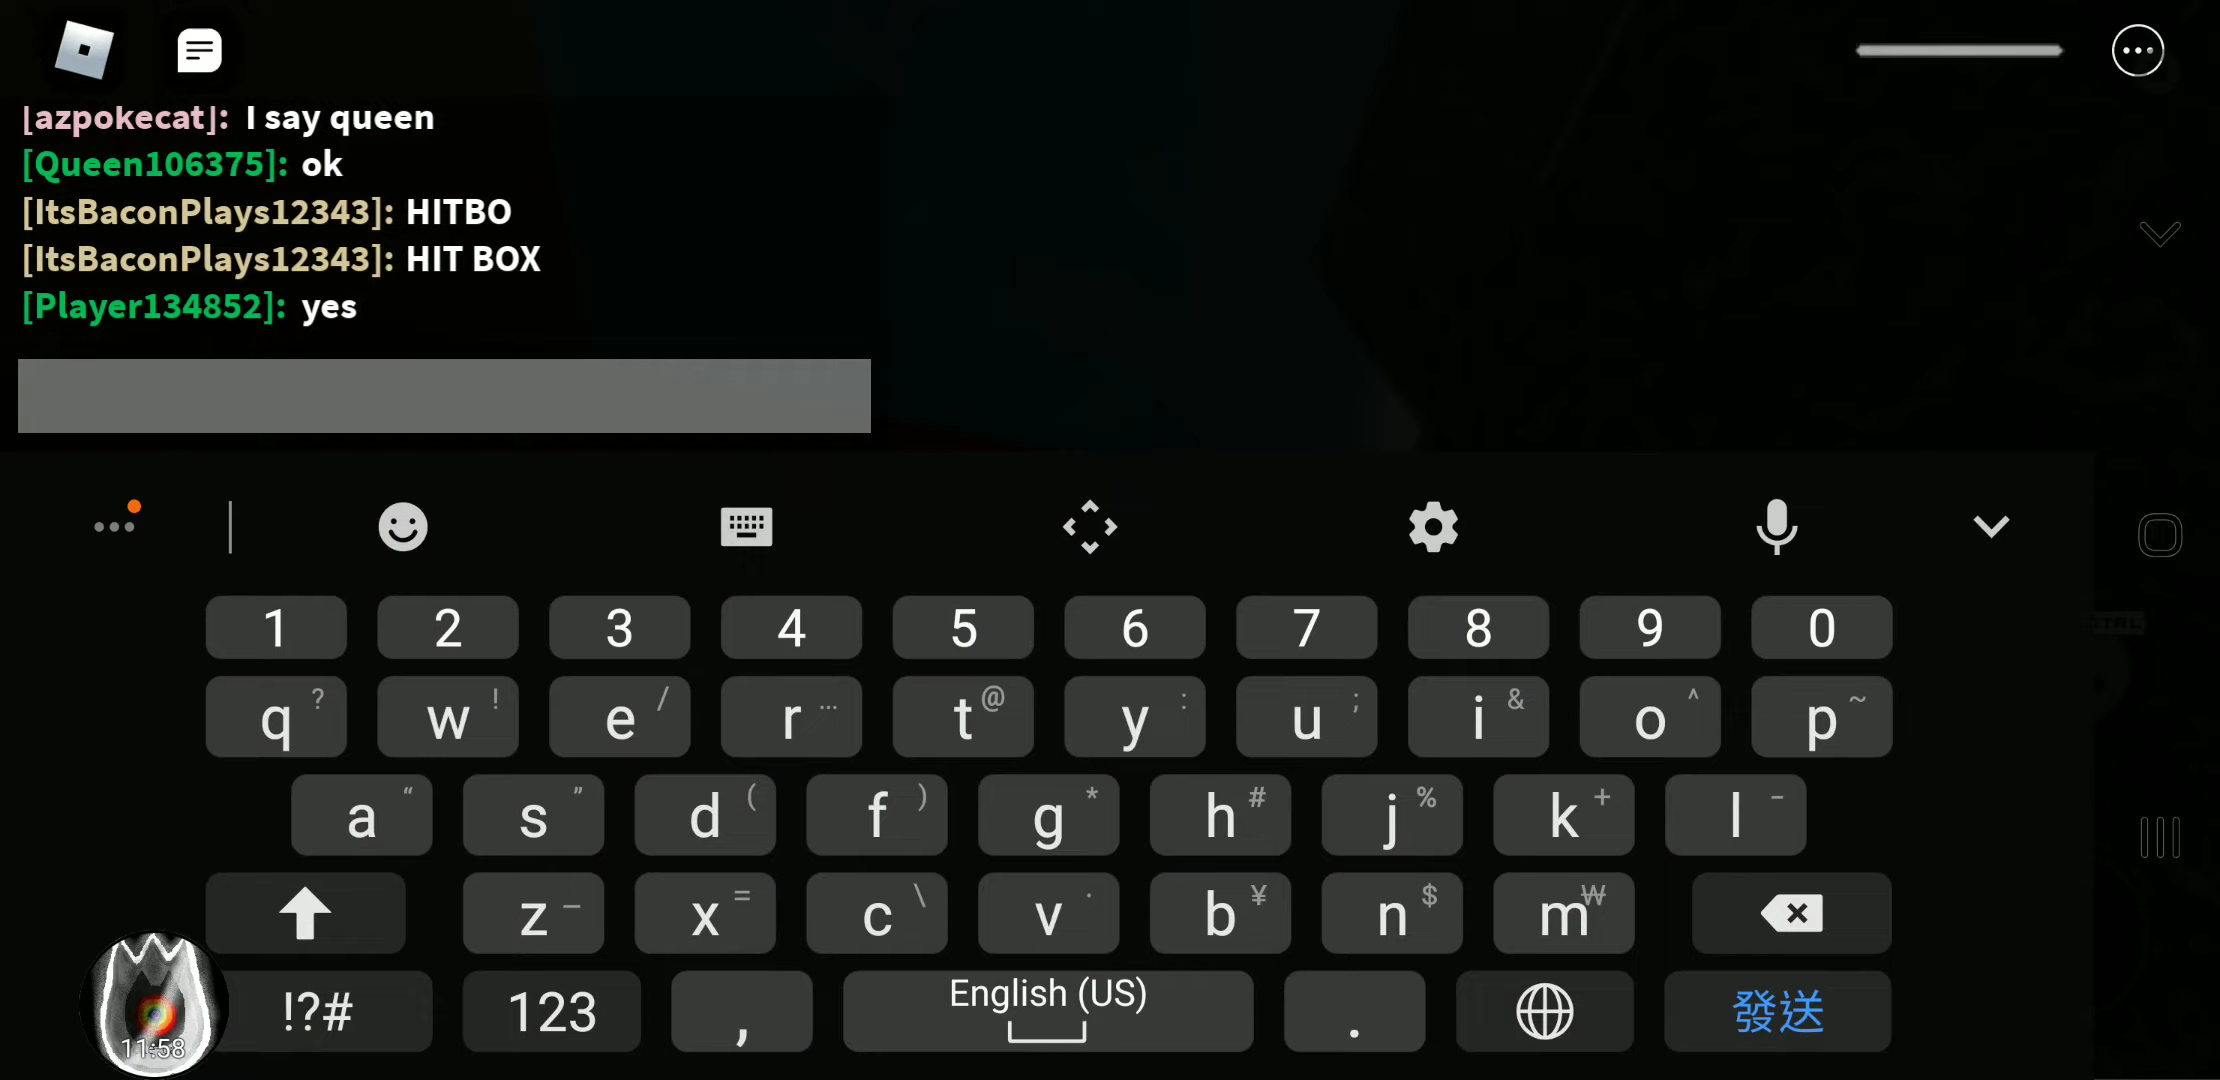 [azpokecat]: I say queen
[Queen106375]: ok
[ItsBaconPlays12343]: HITBO
[ItsBaconPlays12343]: HIT BOX
[Player134852]: yes
1 2 3 4 5 6 7 8 9 0
CTRL
q ? w ! e / r ... t @ y : u ; i & o ^ p ~
a “ s ” d ( f ) g * h # j % k + l -
z _ x = c \ v · b ¥ n $ m ₩
!?# 123 , English (US) . 發送
11:58